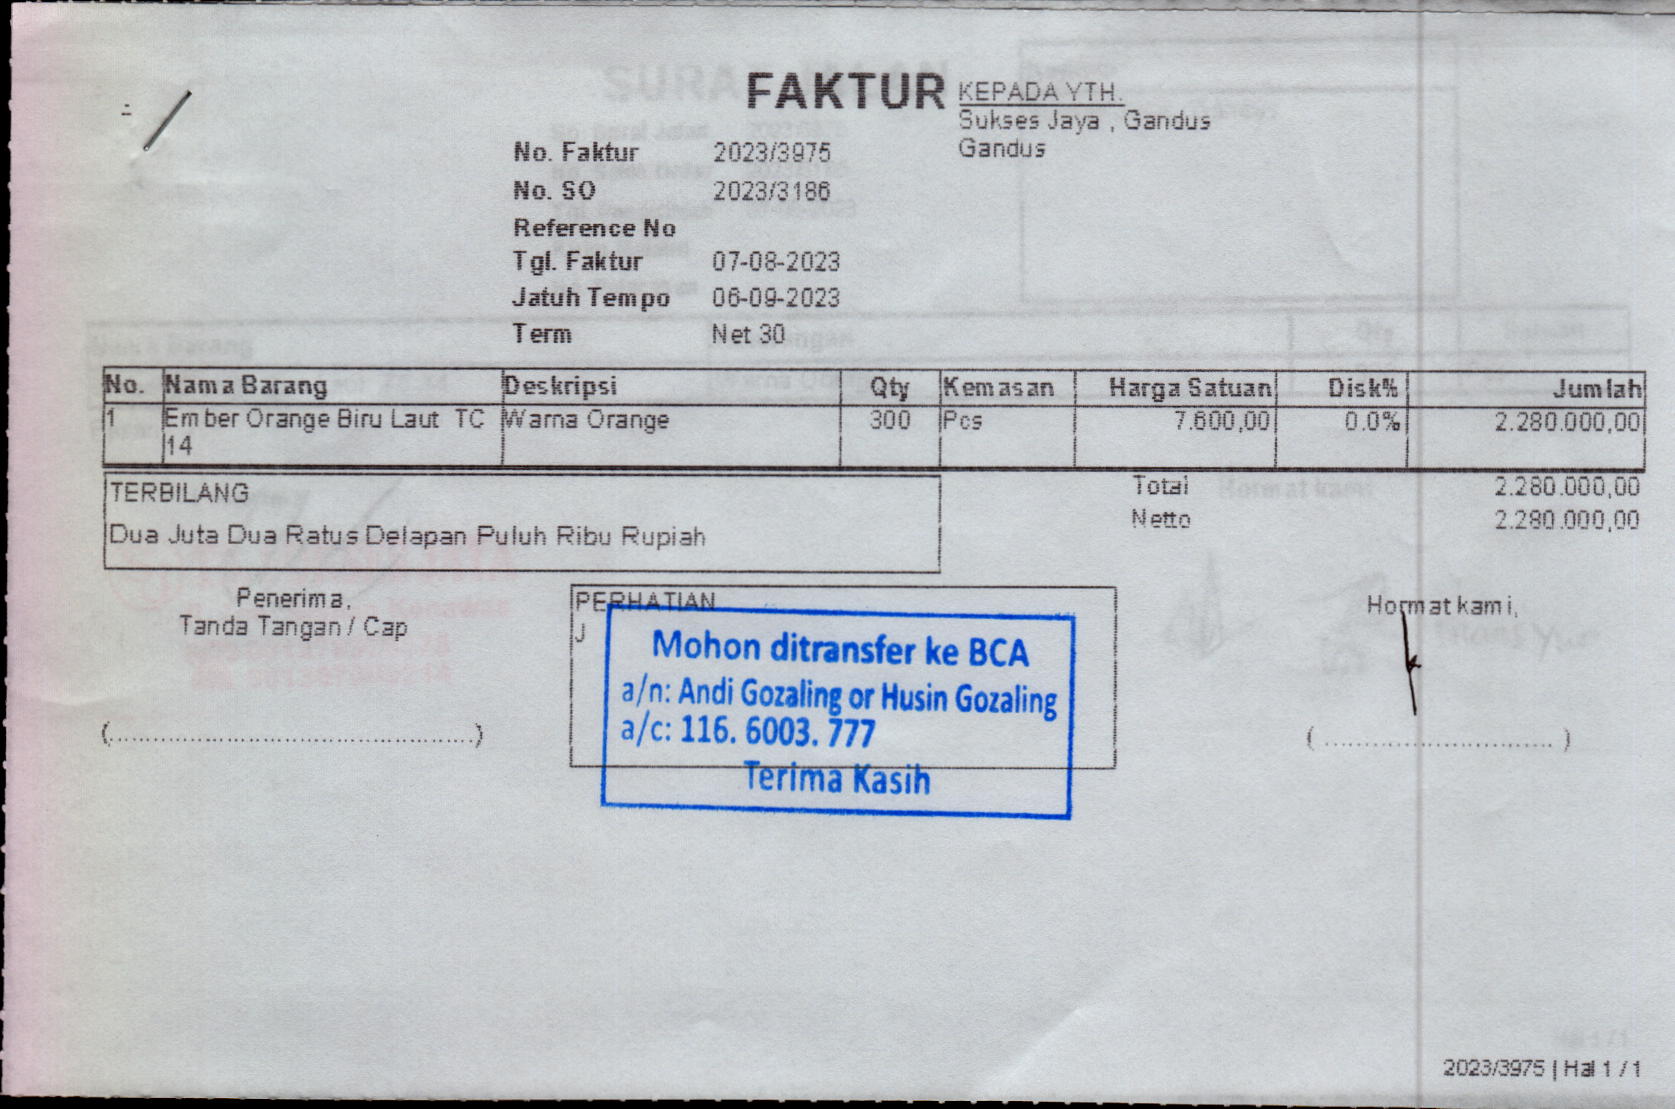 FAKTUR
KEPADA YTH.
Sukses Jaya , Gandus
Gandus
No. Faktur 2023/3975
No. SO 2023/3186
Reference No
Tgl. Faktur 07-08-2023
Jatuh Tempo 06-09-2023
Term Net 30
No. Nama Barang Deskripsi Qty Kemasan Harga Satuan Disk% Jumlah
1 Ember Orange Biru Laut TC Warna Orange 300 Pcs 7.600,00 0.0% 2.280.000,00
14
TERBILANG
Dua Juta Dua Ratus Delapan Puluh Ribu Rupiah
Total 2.280.000,00
Netto 2.280.000,00
Penerima,
Tanda Tangan / Cap
(................................................)
PERHATIAN
J
Mohon ditransfer ke BCA
a/n: Andi Gozaling or Husin Gozaling
a/c: 116. 6003. 777
Terima Kasih
Hormat kami,
( .............................. )
2023/3975 | Hal 1 / 1